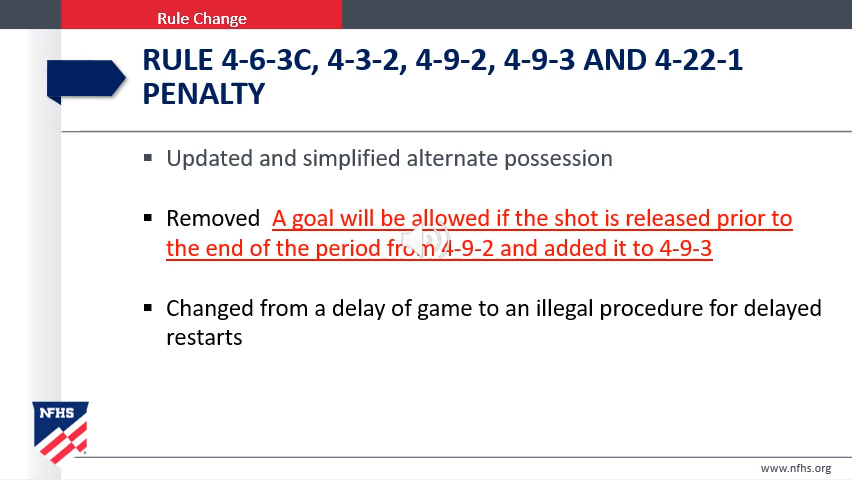 Rule Change
RULE 4-6-3C, 4-3-2, 4-9-2, 4-9-3 AND 4-22-1
PENALTY
▪ Updated and simplified alternate possession
▪ Removed A goal will be allowed if the shot is released prior to
the end of the period from 4-9-2 and added it to 4-9-3
▪ Changed from a delay of game to an illegal procedure for delayed
restarts
NFHS
www.nfhs.org